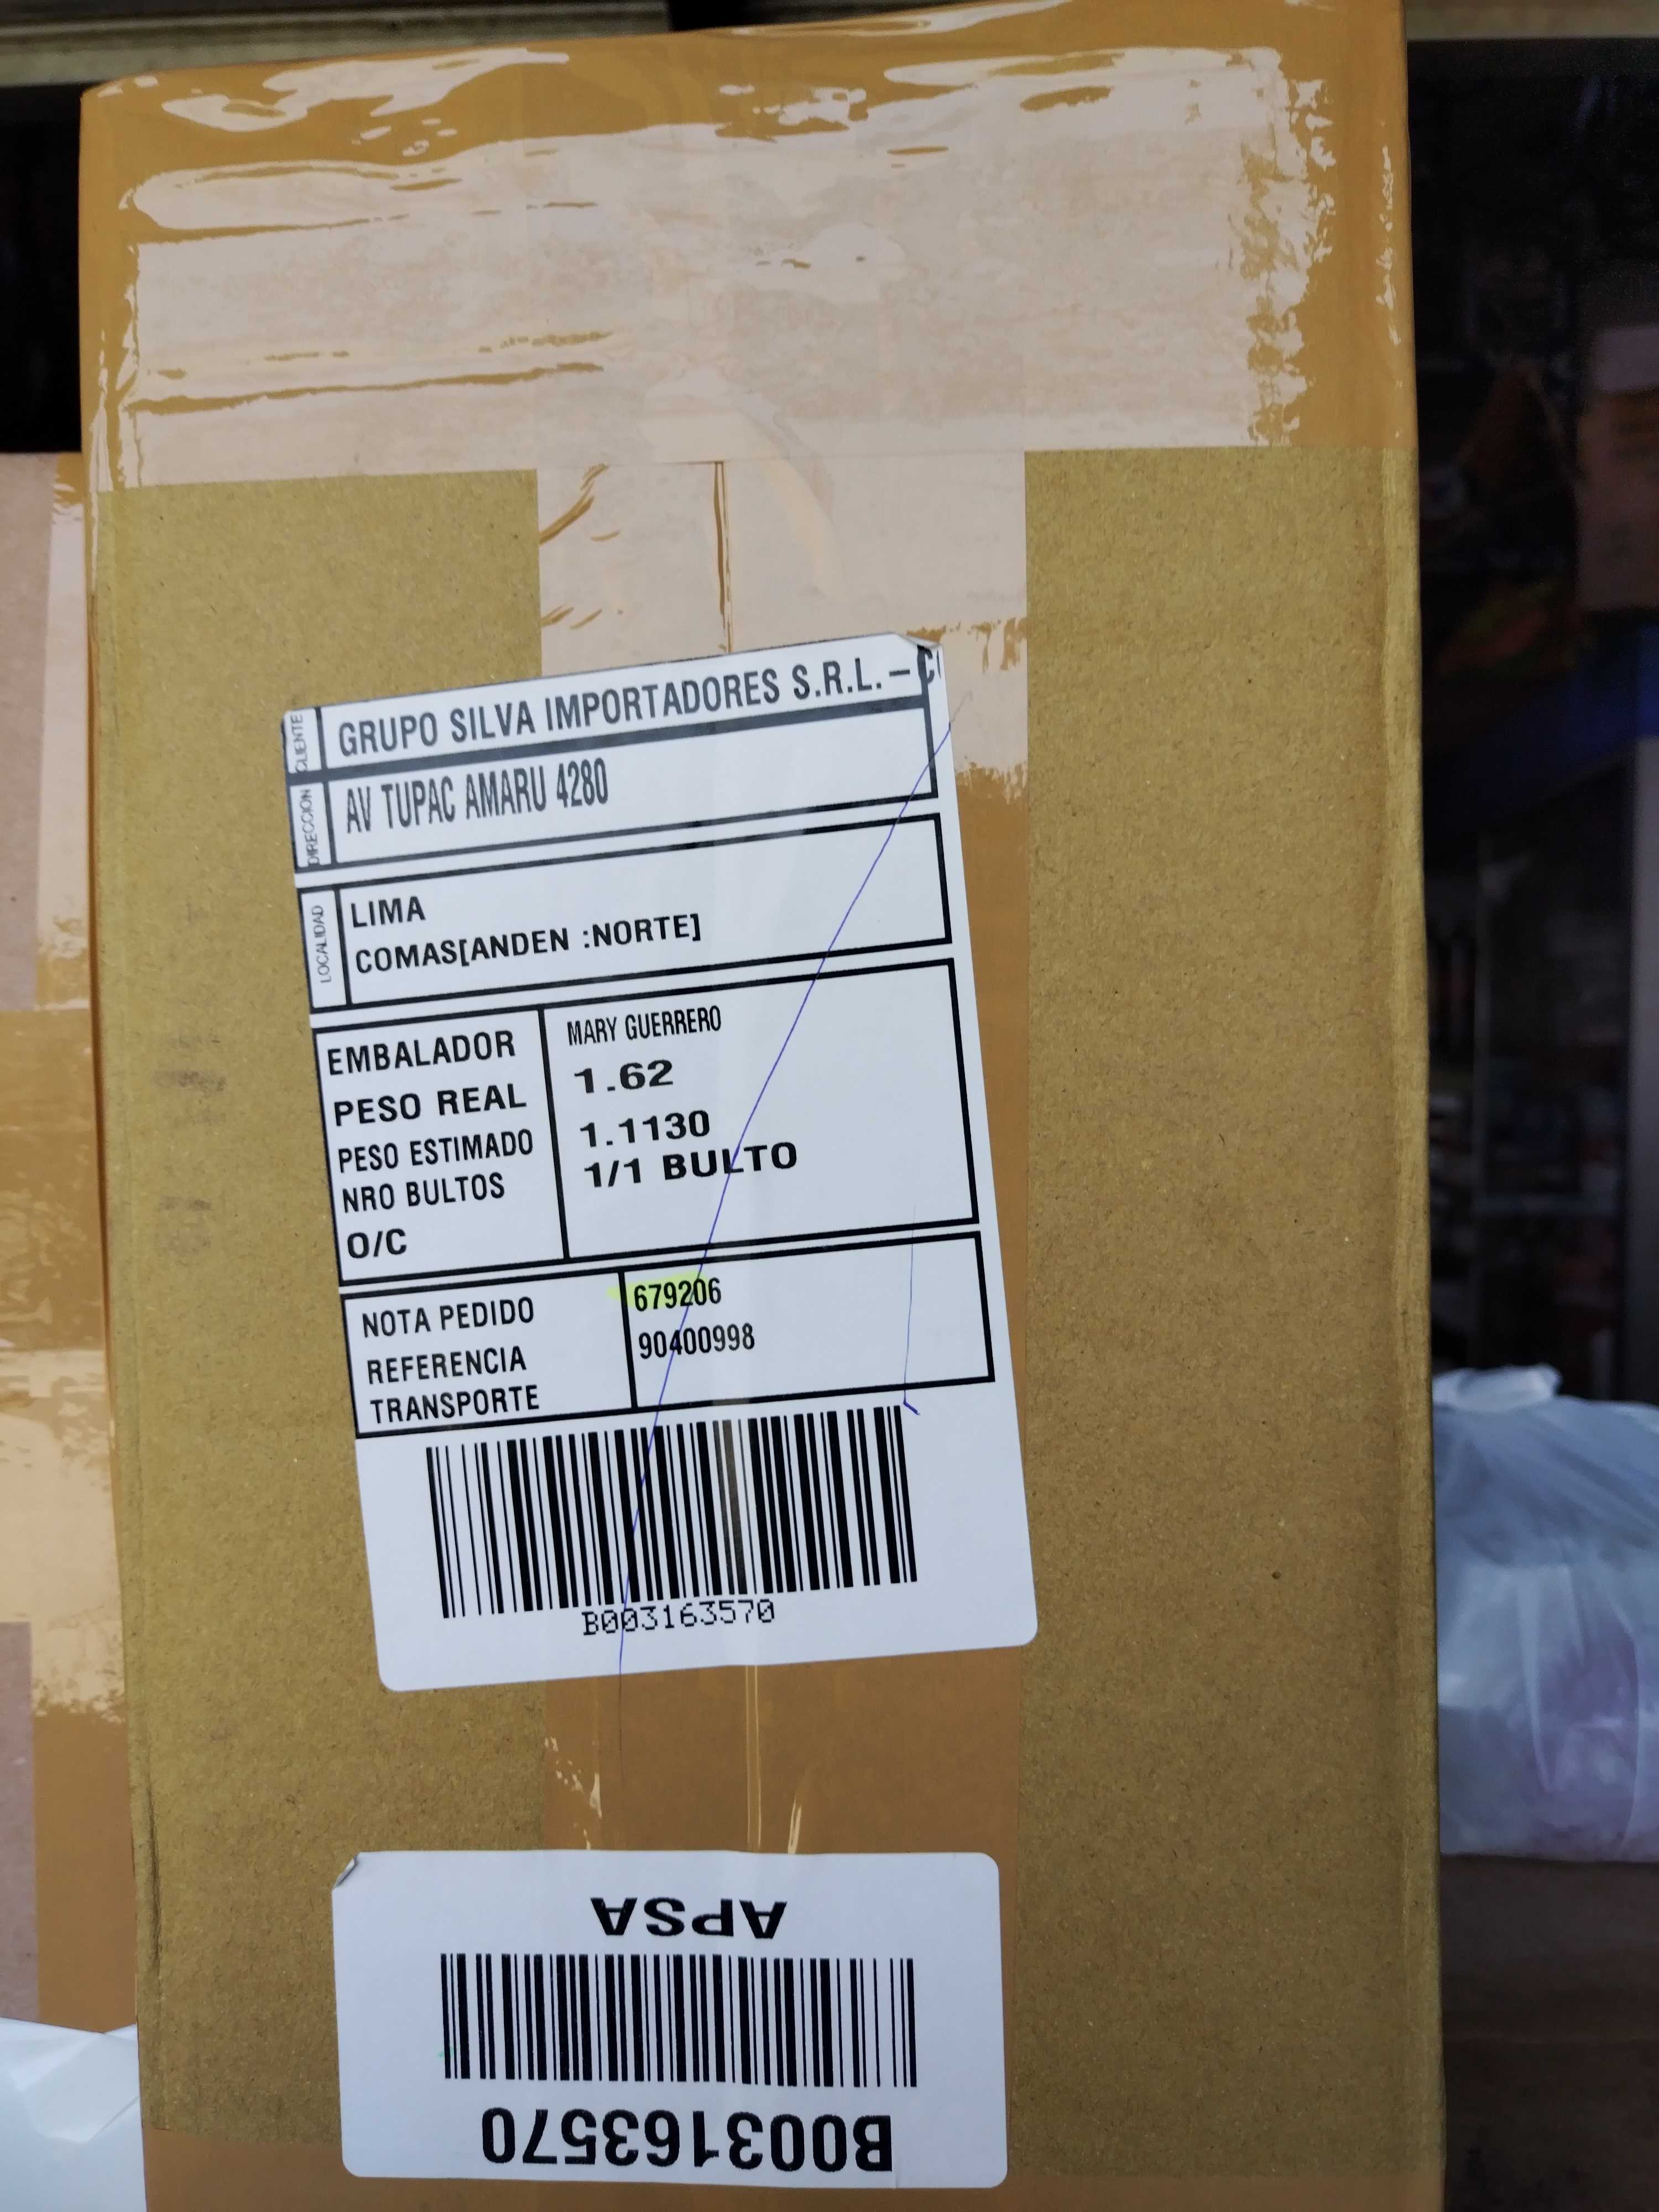 CLIENTE GRUPO SILVA IMPORTADORES S.R.L.-
DIRECCION AV TUPAC AMARU 4280
LOCALIDAD LIMA
COMAS[ANDEN :NORTE]
EMBALADOR MARY GUERRERO
PESO REAL 1.62
PESO ESTIMADO 1.1130
NRO BULTOS 1/1 BULTO
O/C
NOTA PEDIDO 679206
REFERENCIA 90400998
TRANSPORTE
B003163570
APSA
B003163570